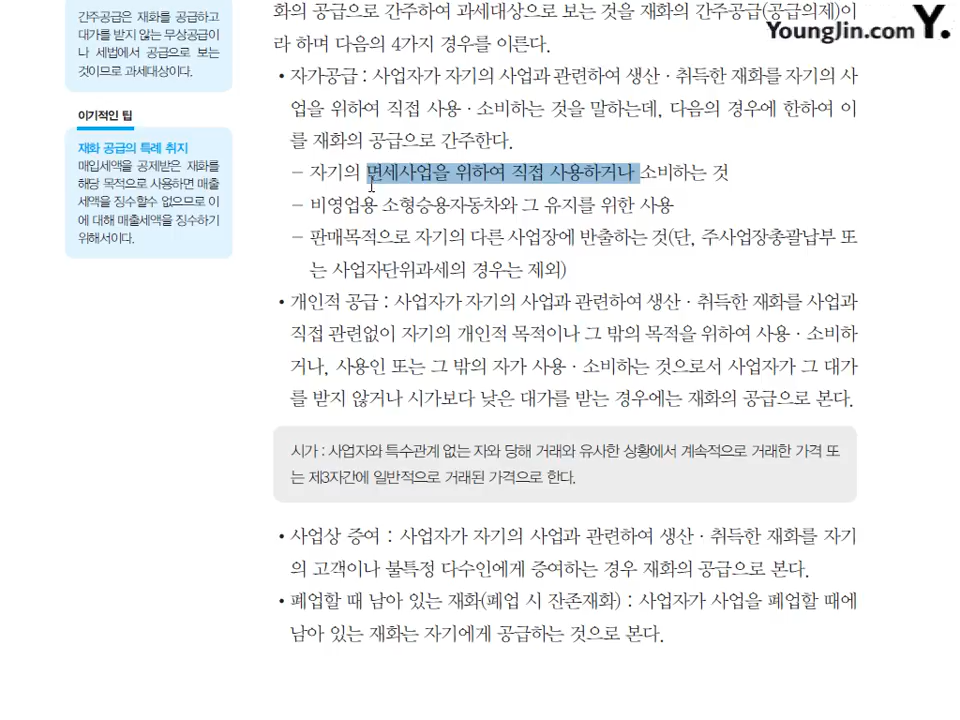 간주공급은 재화를 공급하고
대가를 받지 않는 무상공급이
나 세법에서 공급으로 보는
것이므로 과세대상이다.
이기적인 팁
재화 공급의 특례 취지
매입세액을 공제받은 재화를
해당 목적으로 사용하면 매출
세액을 징수할수 없으므로 이
에 대해 매출세액을 징수하기
위해서이다.
화의 공급으로 간주하여 과세대상으로 보는 것을 재화의 간주공급(공급의제)이
라 하며 다음의 4가지 경우를 이른다.
• 자가공급 : 사업자가 자기의 사업과 관련하여 생산 · 취득한 재화를 자기의 사
업을 위하여 직접 사용 · 소비하는 것을 말하는데, 다음의 경우에 한하여 이
를 재화의 공급으로 간주한다.
– 자기의 면세사업을 위하여 직접 사용하거나 소비하는 것
– 비영업용 소형승용자동차와 그 유지를 위한 사용
– 판매목적으로 자기의 다른 사업장에 반출하는 것(단, 주사업장총괄납부 또
는 사업자단위과세의 경우는 제외)
• 개인적 공급 : 사업자가 자기의 사업과 관련하여 생산 · 취득한 재화를 사업과
직접 관련없이 자기의 개인적 목적이나 그 밖의 목적을 위하여 사용 · 소비하
거나, 사용인 또는 그 밖의 자가 사용 · 소비하는 것으로서 사업자가 그 대가
를 받지 않거나 시가보다 낮은 대가를 받는 경우에는 재화의 공급으로 본다.
시가 : 사업자와 특수관계 없는 자와 당해 거래와 유사한 상황에서 계속적으로 거래한 가격 또
는 제3자간에 일반적으로 거래된 가격으로 한다.
• 사업상 증여 : 사업자가 자기의 사업과 관련하여 생산 · 취득한 재화를 자기
의 고객이나 불특정 다수인에게 증여하는 경우 재화의 공급으로 본다.
• 폐업할 때 남아 있는 재화(폐업 시 잔존재화) : 사업자가 사업을 폐업할 때에
남아 있는 재화는 자기에게 공급하는 것으로 본다.
YoungJin.com Y.